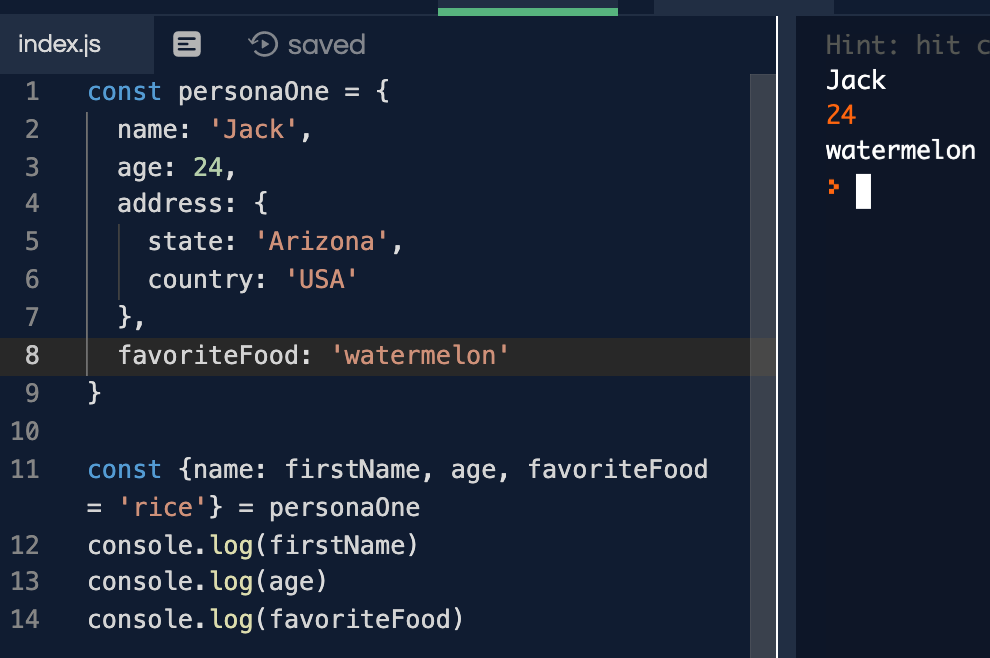 index.js
saved
1 const personaOne = {
2 name: 'Jack',
3 age: 24,
4 address: {
5 state: 'Arizona',
6 country: 'USA'
7 },
8 favoriteFood: 'watermelon'
9 }
10
11 const {name: firstName, age, favoriteFood
= 'rice'} = personaOne
12 console.log(firstName)
13 console.log(age)
14 console.log(favoriteFood)
Hint: hit c
Jack
24
watermelon